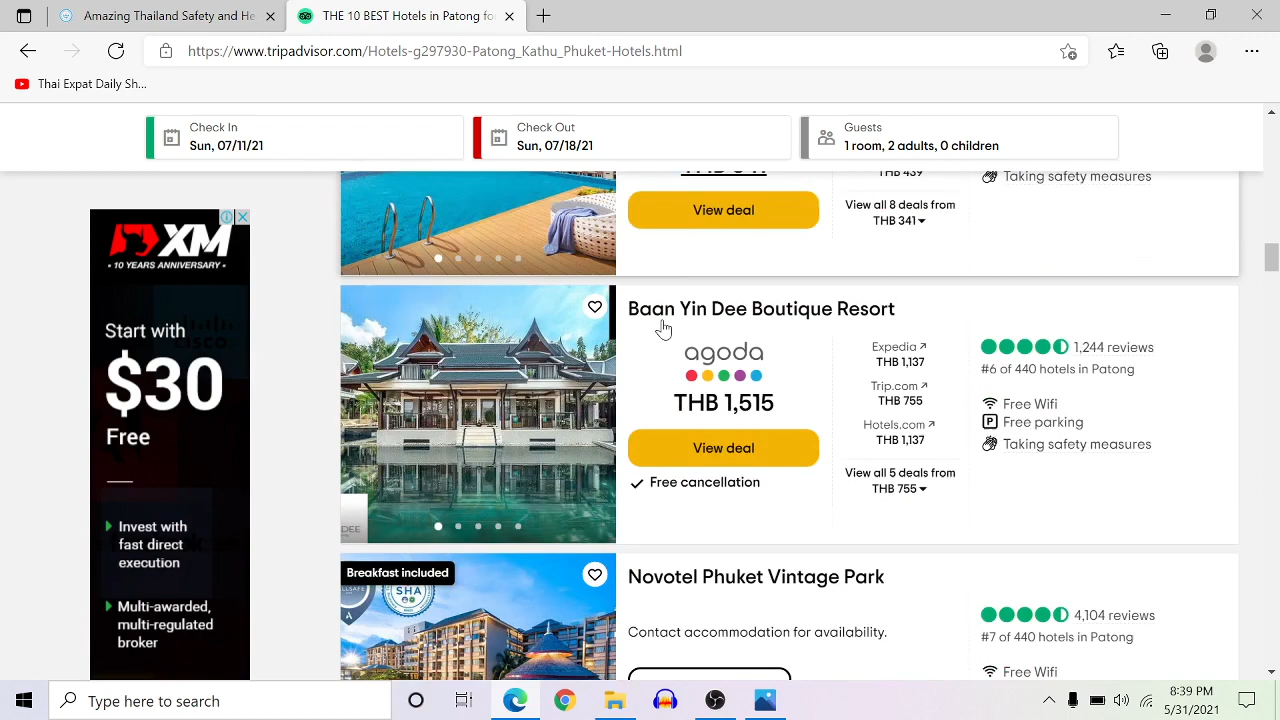 Tripadvisor: Over a billion
THE 10 BEST Hotels in Patong
https://www.tripadvisor.com/Hotels-g297930-Patong_Kathu_Phuket-Hotels.html
Thai Expat Daily Sh...
Check In
Sun, 07/11/21
Check Out
Sun, 07/18/21
Guests
1 room, 2 adults, 0 children
THB 439
Taking safety measures
View deal
View all 8 deals from
THB 341
XM
• 10 YEARS ANNIVERSARY •
Start with
$30
Free
Invest with
fast direct
execution
Multi-awarded,
multi-regulated
broker
DEE
Baan Yin Dee Boutique Resort
agoda
THB 1,515
View deal
Free cancellation
Expedia
THB 1,137
Trip.com
THB 755
Hotels.com
THB 1,137
View all 5 deals from
THB 755
1,244 reviews
#6 of 440 hotels in Patong
Free Wifi
Free parking
Taking safety measures
Breakfast included
SHA
Novotel Phuket Vintage Park
Contact accommodation for availability.
4,104 reviews
#7 of 440 hotels in Patong
Free Wifi
Type here to search
8:39 PM
5/31/2021